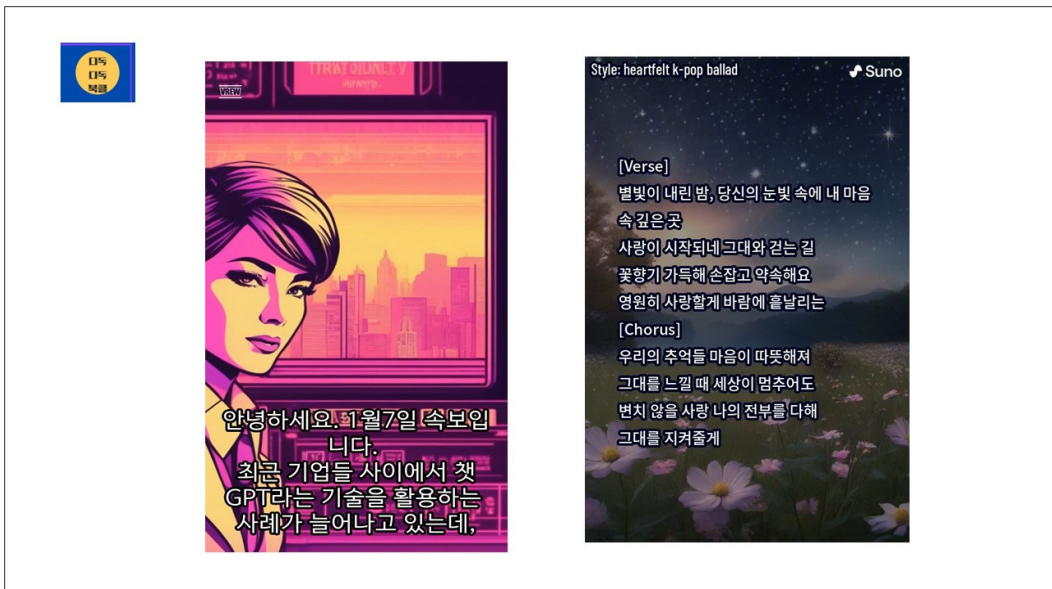 다독
다독
북클
VREW
안녕하세요. 1월7일 속보입
니다.
최근 기업들 사이에서 챗
GPT라는 기술을 활용하는
사례가 늘어나고 있는데,
Style: heartfelt k-pop ballad
Suno
[Verse]
별빛이 내린 밤, 당신의 눈빛 속에 내 마음
속 깊은 곳
사랑이 시작되네 그대와 걷는 길
꽃향기 가득해 손잡고 약속해요
영원히 사랑할게 바람에 흩날리는
[Chorus]
우리의 추억들 마음이 따뜻해져
그대를 느낄 때 세상이 멈추어도
변치 않을 사랑 나의 전부를 다해
그대를 지켜줄게